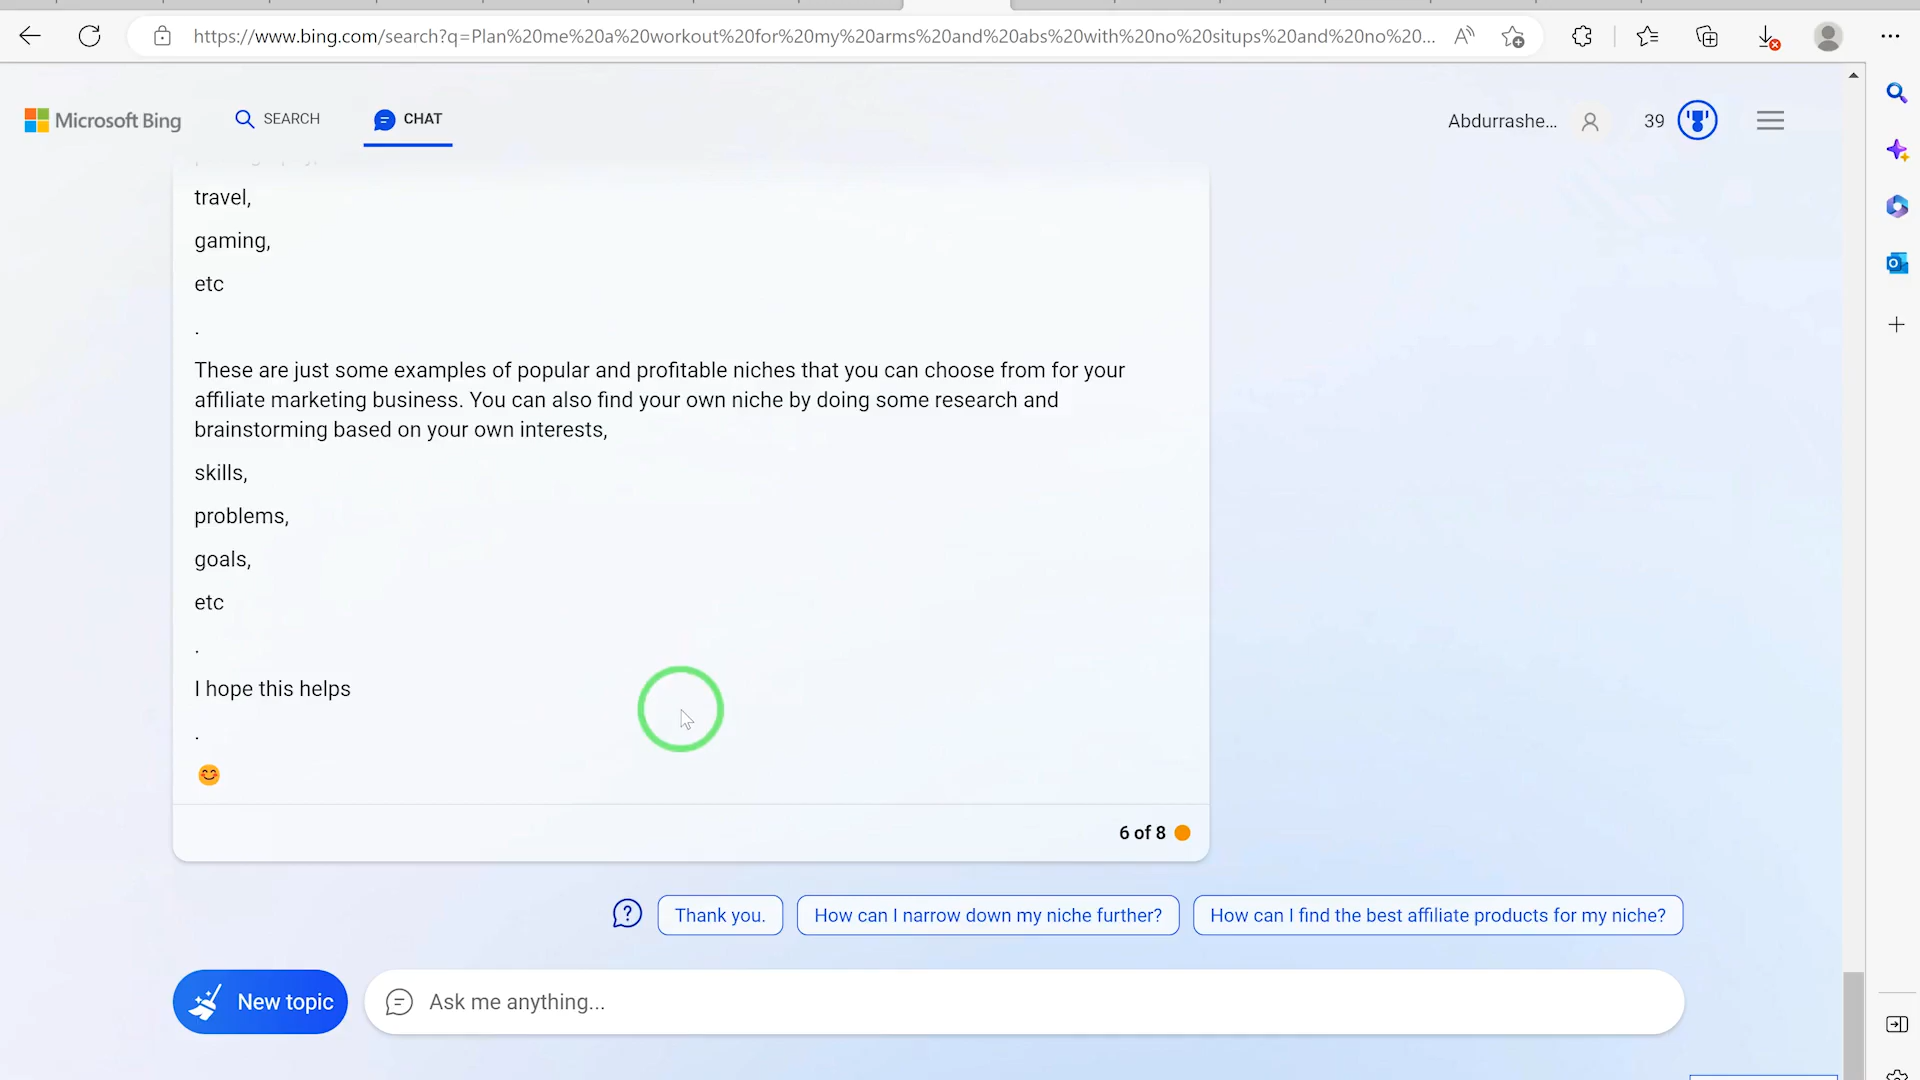 https://www.bing.com/search?q=Plan%20me%20a%20workout%20for%20my%20arms%20and%20abs%20with%20no%20situps%20and%20no%20...
Microsoft Bing
SEARCH
CHAT
Abdurrashe...
39
travel,
gaming,
etc
.
These are just some examples of popular and profitable niches that you can choose from for your
affiliate marketing business. You can also find your own niche by doing some research and
brainstorming based on your own interests,
skills,
problems,
goals,
etc
.
I hope this helps
.
6 of 8
Thank you.
How can I narrow down my niche further?
How can I find the best affiliate products for my niche?
New topic
Ask me anything...